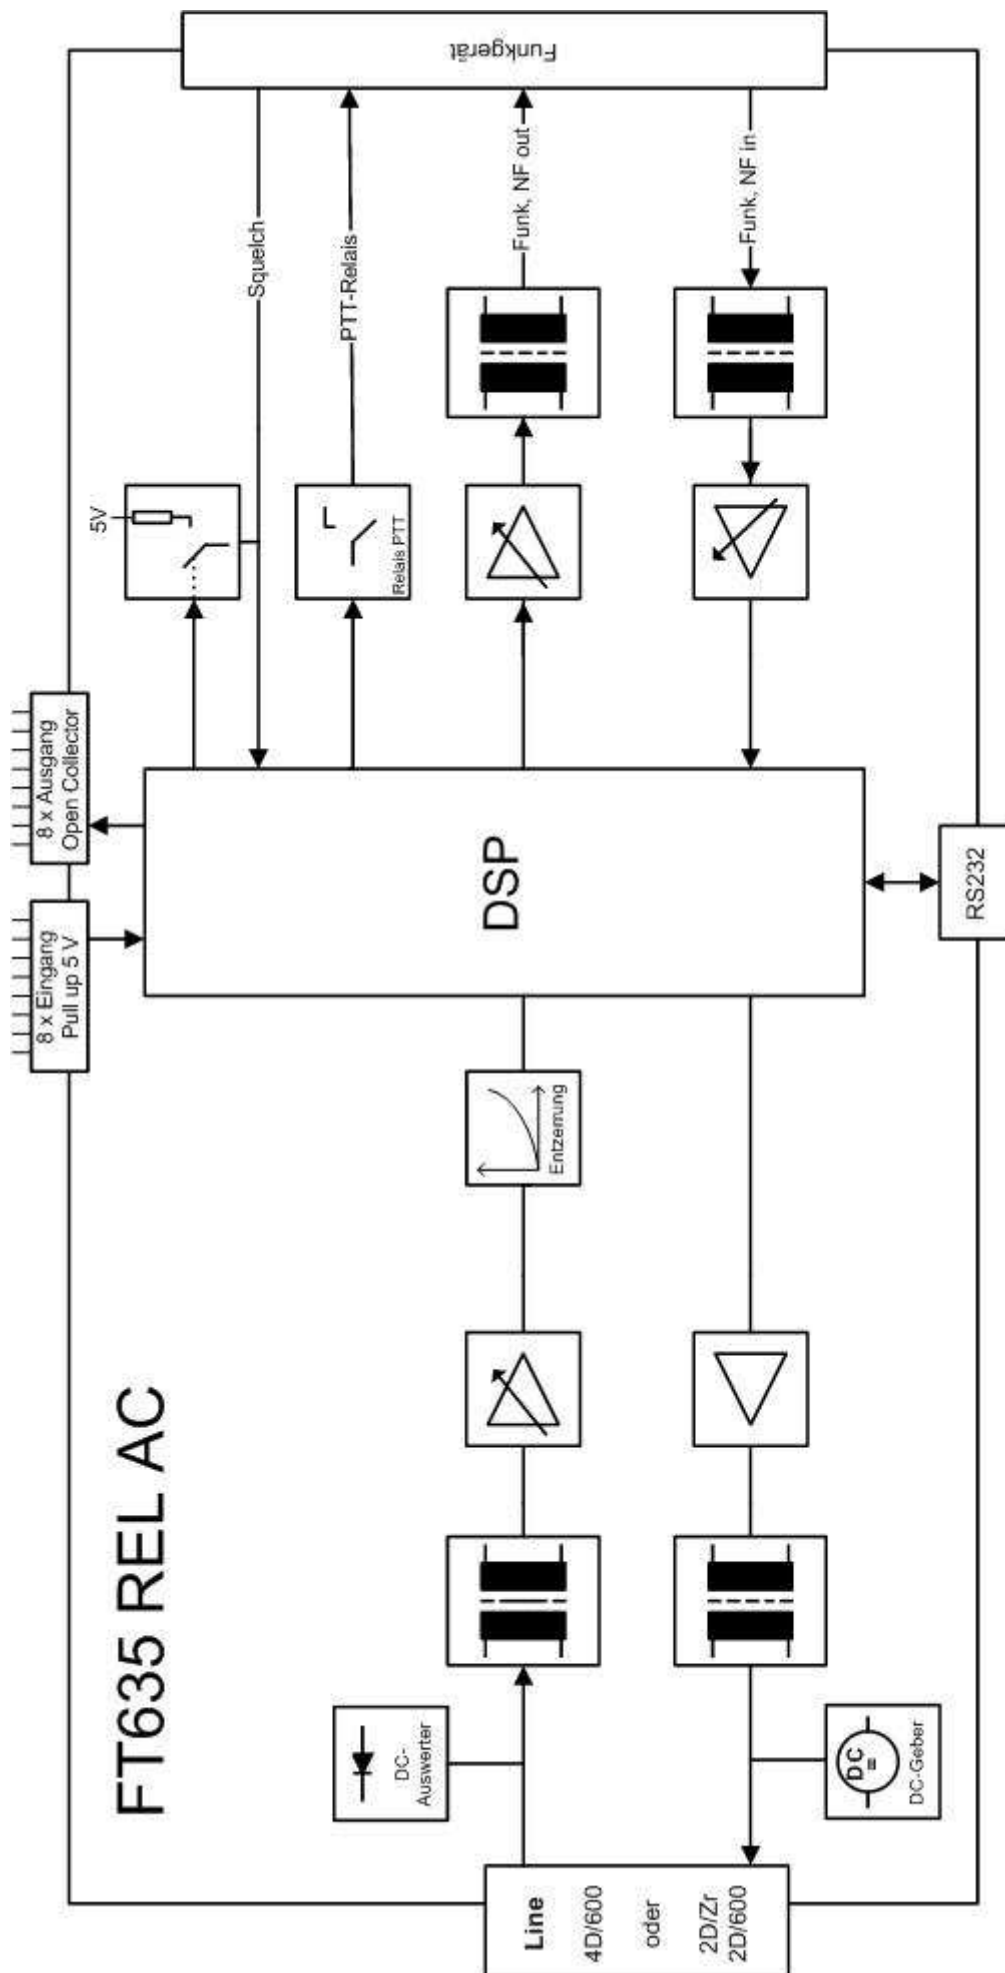 FT635 REL AC
8 x Eingang
Pull up 5 V
8 x Ausgang
Open Collector
5V
Squelch
PTT-Relais
Relais PTT
Funkgerät
DC-
Auswerter
Line
4D/600
oder
2D/Zr
2D/600
Entzerrung
DSP
Funk, NF out
Funk, NF in
DC
=
DC-Geber
RS232